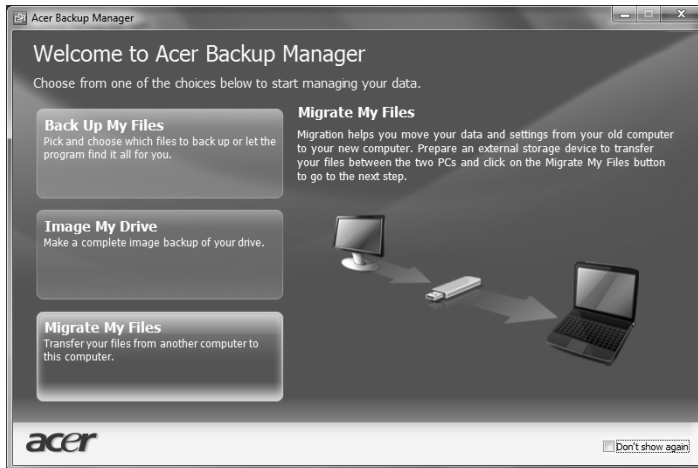 Acer Backup Manager
Welcome to Acer Backup Manager
Choose from one of the choices below to start managing your data.
Back Up My Files
Pick and choose which files to back up or let the
program find it all for you.
Image My Drive
Make a complete image backup of your drive.
Migrate My Files
Transfer your files from another computer to
this computer.
Migrate My Files
Migration helps you move your data and settings from your old computer
to your new computer. Prepare an external storage device to transfer
your files between the two PCs and click on the Migrate My Files button
to go to the next step.
acer
Don't show again